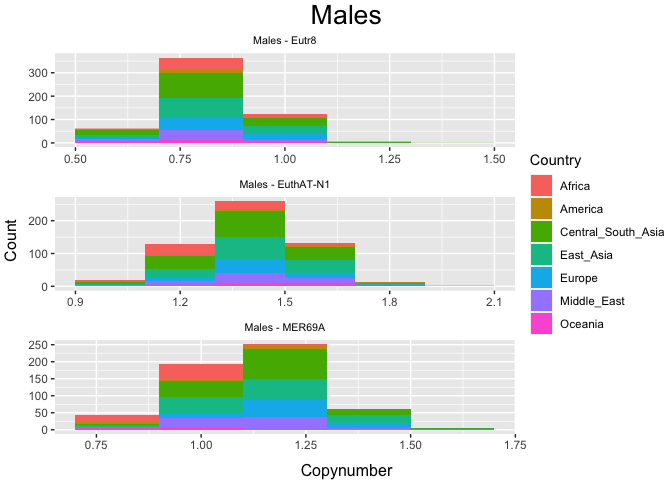 Males
Males - Eutr8
300
200
100
0
0.50 0.75 1.00 1.25 1.50
Males - EuthAT-N1
200
100
0
0.9 1.2 1.5 1.8 2.1
Males - MER69A
250
200
150
100
50
0
0.75 1.00 1.25 1.50 1.75
Count
Copynumber
Country
Africa
America
Central_South_Asia
East_Asia
Europe
Middle_East
Oceania